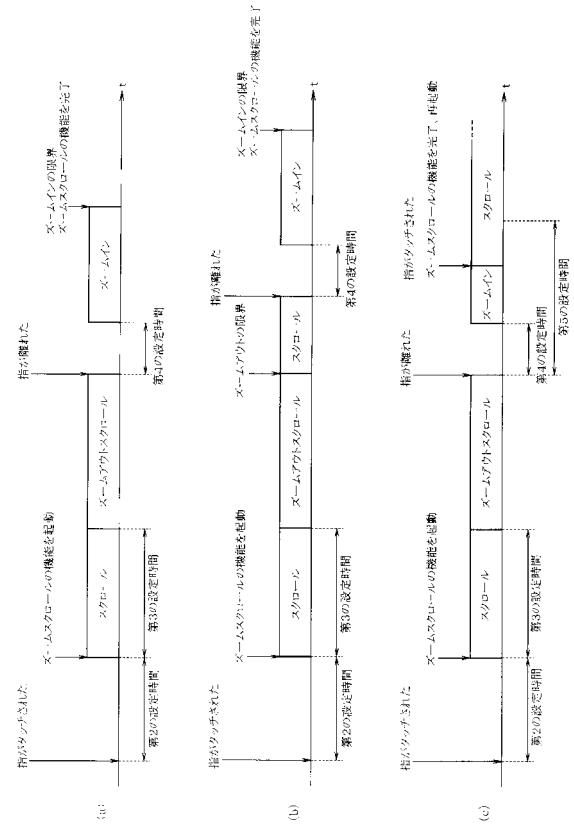 (a)
指がタッチされた
ズームスクロールの機能を起動
指が離れた
ズームインの限界
ズームスクロールの機能を完了
スクロール
ズームアウトスクロール
ズームイン
t
第2の設定時間
第3の設定時間
第4の設定時間
(b)
指がタッチされた
ズームスクロールの機能を起動
ズームアウトの限界
指が離れた
ズームインの限界
ズームスクロールの機能を完了
スクロール
ズームアウトスクロール
スクロール
ズームイン
t
第2の設定時間
第3の設定時間
第4の設定時間
(c)
指がタッチされた
ズームスクロールの機能を起動
指が離れた
指がタッチされた
ズームスクロールの機能を完了、再起動
スクロール
ズームアウトスクロール
ズームイン
スクロール
t
第2の設定時間
第3の設定時間
第4の設定時間
第5の設定時間